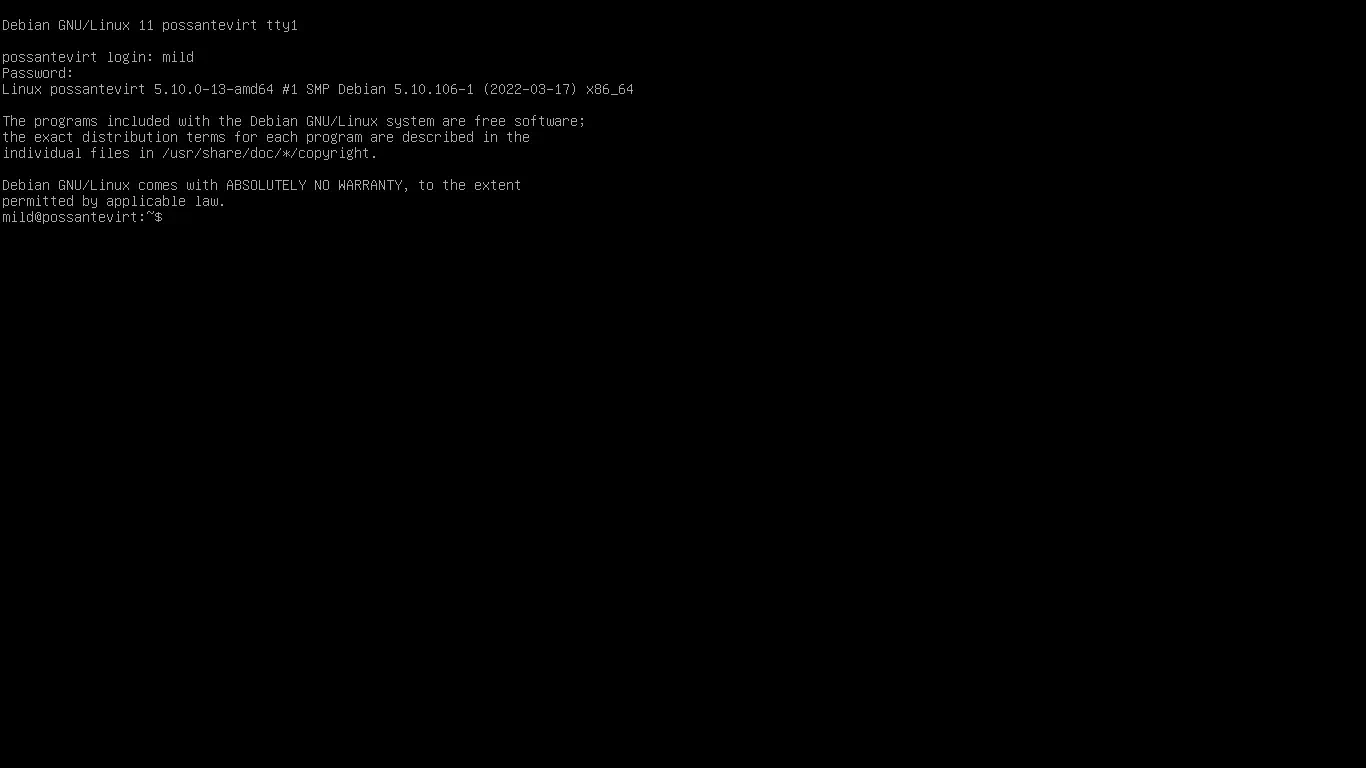 Debian GNU/Linux 11 possantevirt tty1
possantevirt login: mild
Password:
Linux possantevirt 5.10.0-13-amd64 #1 SMP Debian 5.10.106-1 (2022-03-17) x86_64
The programs included with the Debian GNU/Linux system are free software;
the exact distribution terms for each program are described in the
individual files in /usr/share/doc/*/copyright.
Debian GNU/Linux comes with ABSOLUTELY NO WARRANTY, to the extent
permitted by applicable law.
mild@possantevirt:~$